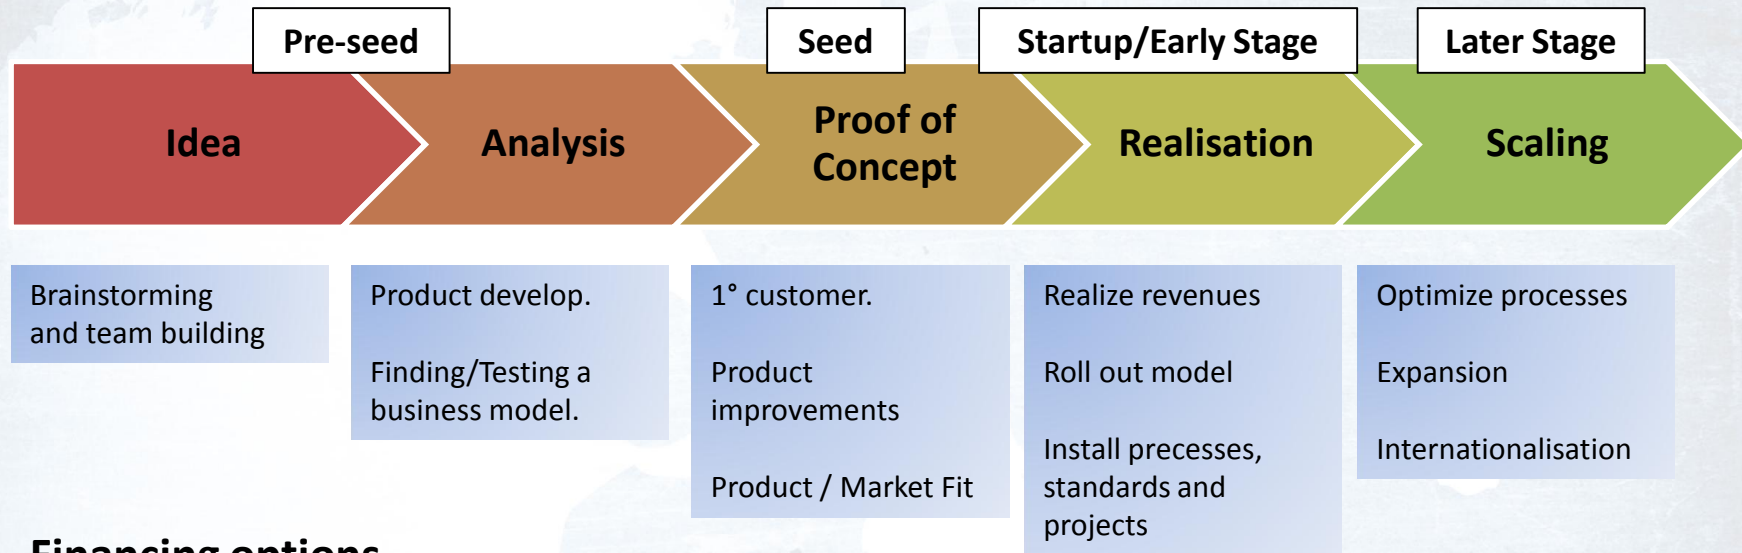 Pre-seed
Seed
Startup/Early Stage
Later Stage
Idea
Analysis
Proof of
Concept
Realisation
Scaling
Brainstorming
and team building
Product develop.
Finding/Testing a
business model.
1° customer.
Product
improvements
Product / Market Fit
Realize revenues
Roll out model
Install precesses,
standards and
projects
Optimize processes
Expansion
Internationalisation
Financing options